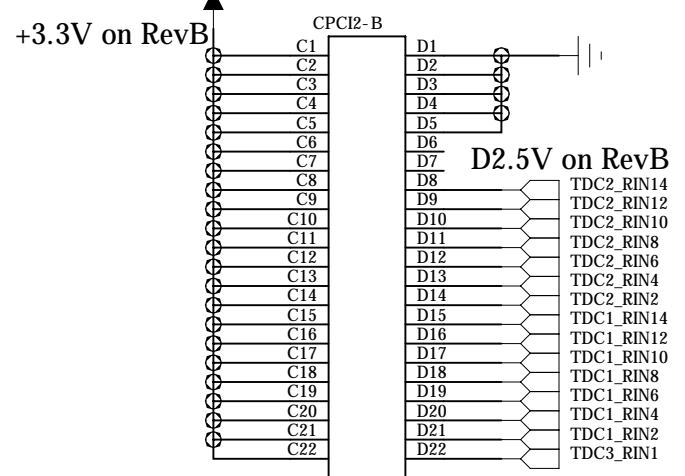 CPCI2-B
+3.3V on RevB
C1 D1
C2 D2
C3 D3
C4 D4
C5 D5
C6 D6
C7 D7
D2.5V on RevB
C8 D8 TDC2_RIN14
C9 D9 TDC2_RIN12
C10 D10 TDC2_RIN10
C11 D11 TDC2_RIN8
C12 D12 TDC2_RIN6
C13 D13 TDC2_RIN4
C14 D14 TDC2_RIN2
C15 D15 TDC1_RIN14
C16 D16 TDC1_RIN12
C17 D17 TDC1_RIN10
C18 D18 TDC1_RIN8
C19 D19 TDC1_RIN6
C20 D20 TDC1_RIN4
C21 D21 TDC1_RIN2
C22 D22 TDC3_RIN1